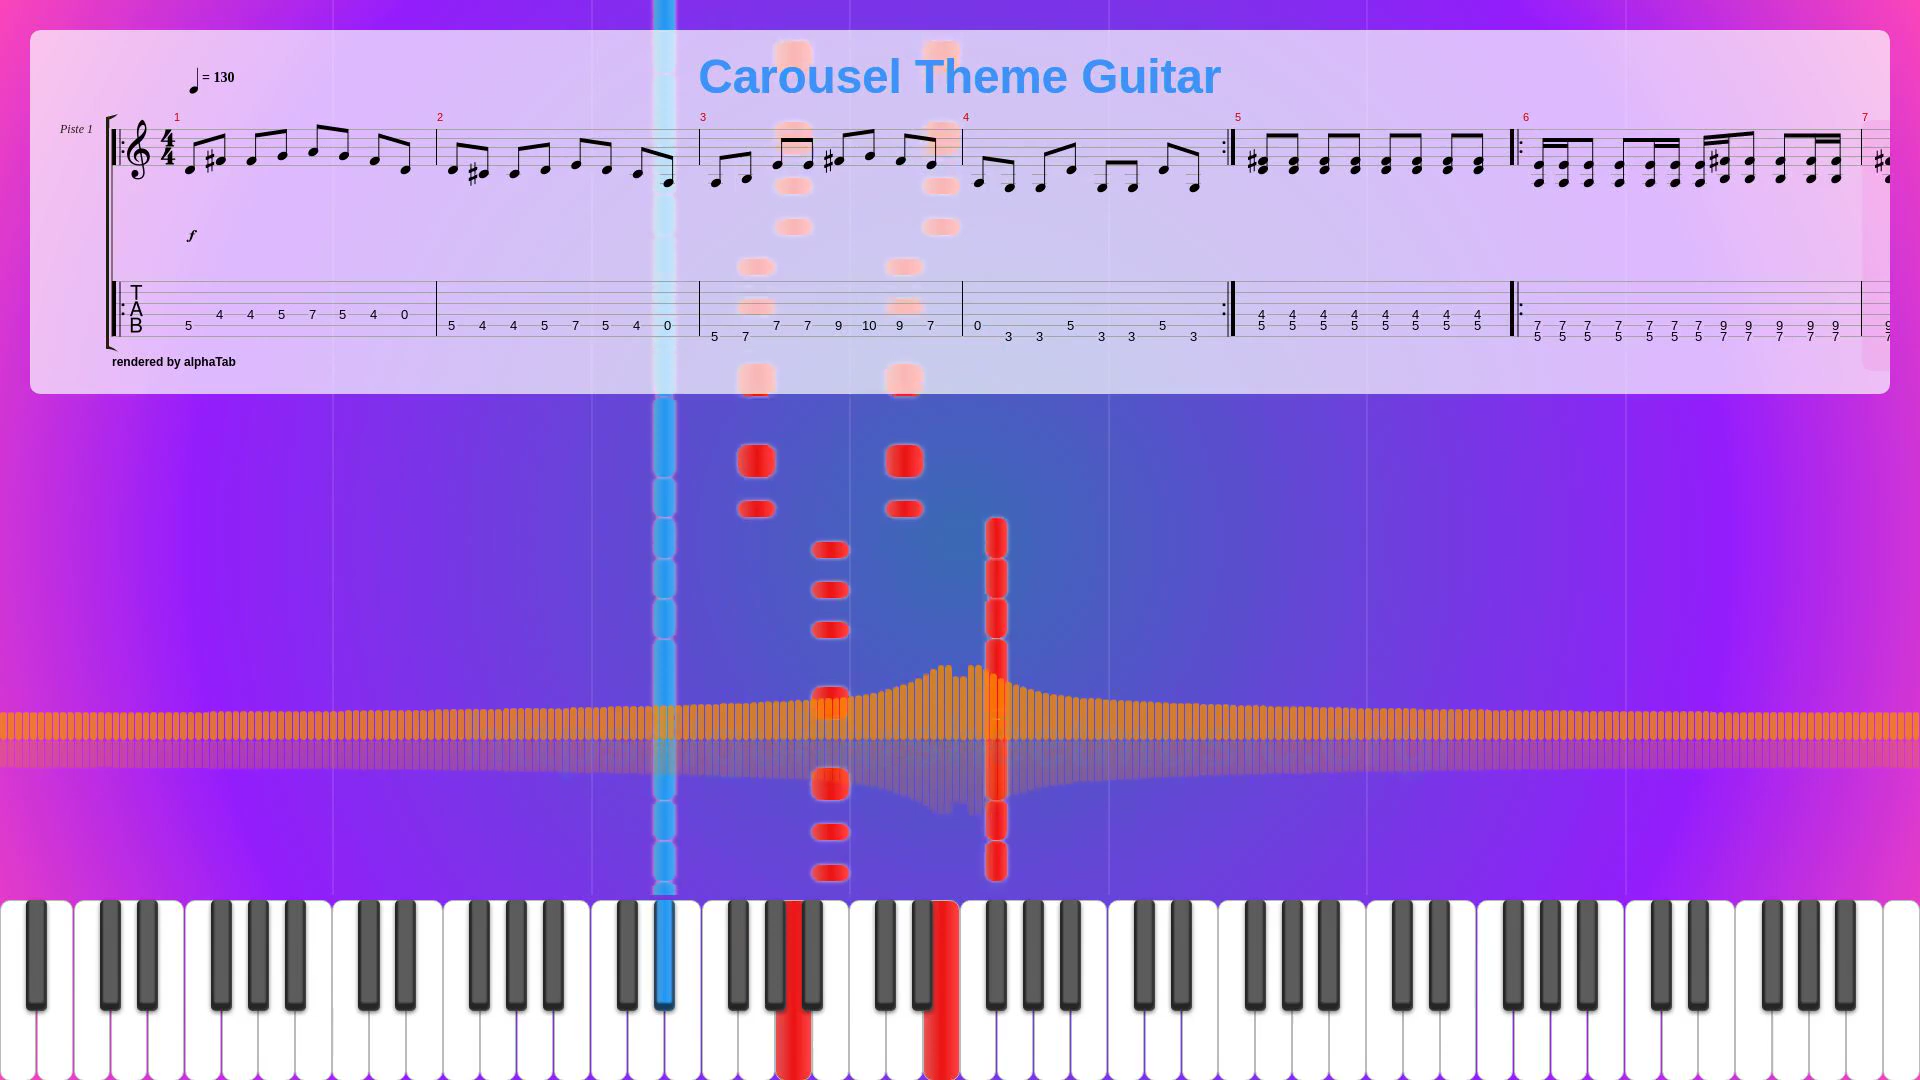 Carousel Theme Guitar
= 130
1 2 3 4 5 6 7
Piste 1
4
4
f
T
A
B
4 4 5 7 5 4 0 4 4 4 4 4 4 4 4
5 5 4 4 5 7 5 4 0 7 7 9 10 9 7 0 5 5 5 5 5 5 5 5 5 5 7 7 7 7 7 7 7 9 9 9 9 9 9
5 7 3 3 3 3 3 5 5 5 5 5 5 5 7 7 7 7 7 7
rendered by alphaTab